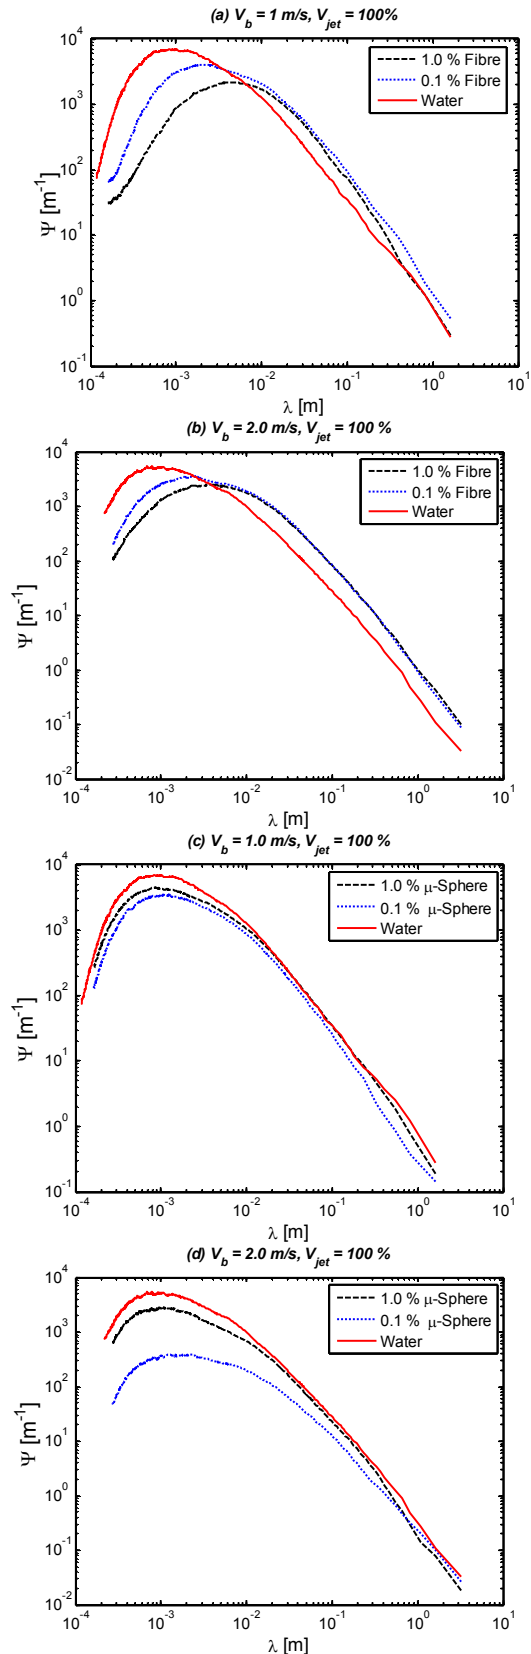 (a) V_b = 1 m/s, V_jet = 100%
10^4
10^3
10^2
10^1
10^0
10^-1
Ψ [m^-1]
1.0 % Fibre
0.1 % Fibre
Water
10^-4 10^-3 10^-2 10^-1 10^0 10^1
λ [m]
(b) V_b = 2.0 m/s, V_jet = 100 %
10^4
10^3
10^2
10^1
10^0
10^-1
10^-2
Ψ [m^-1]
1.0 % Fibre
0.1 % Fibre
Water
10^-4 10^-3 10^-2 10^-1 10^0 10^1
λ [m]
(c) V_b = 1.0 m/s, V_jet = 100 %
10^4
10^3
10^2
10^1
10^0
10^-1
Ψ [m^-1]
1.0 % μ-Sphere
0.1 % μ-Sphere
Water
10^-4 10^-3 10^-2 10^-1 10^0 10^1
λ [m]
(d) V_b = 2.0 m/s, V_jet = 100 %
10^4
10^3
10^2
10^1
10^0
10^-1
10^-2
Ψ [m^-1]
1.0 % μ-Sphere
0.1 % μ-Sphere
Water
10^-4 10^-3 10^-2 10^-1 10^0 10^1
λ [m]